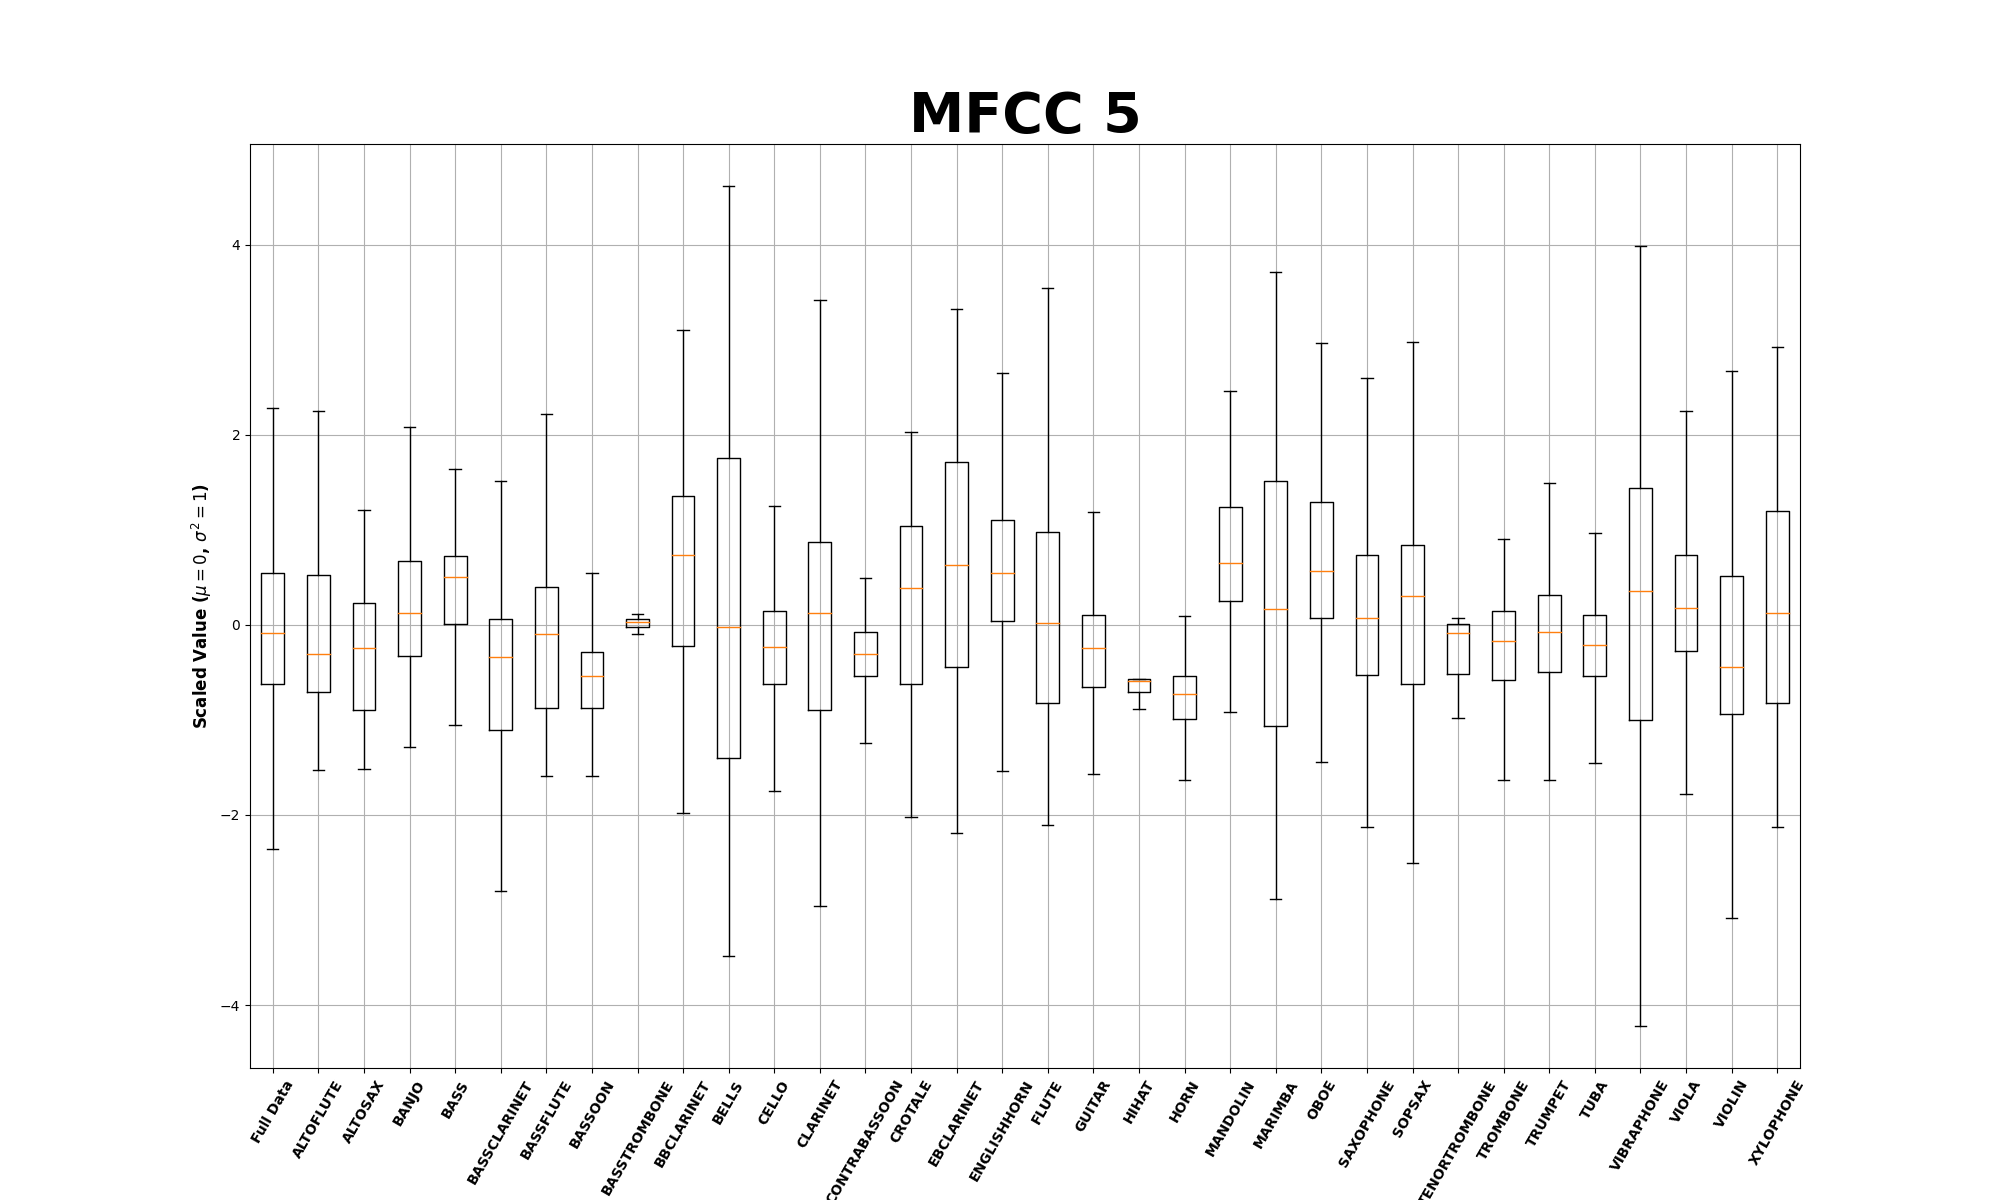 MFCC 5
Scaled Value (μ = 0, σ² = 1)
4
2
0
−2
−4
Full Data
ALTOFLUTE
ALTOSAX
BANJO
BASS
BASSCLARINET
BASSFLUTE
BASSOON
BASSTROMBONE
BBCLARINET
BELLS
CELLO
CLARINET
CONTRABASSOON
CROTALE
EBCLARINET
ENGLISHHORN
FLUTE
GUITAR
HIHAT
HORN
MANDOLIN
MARIMBA
OBOE
SAXOPHONE
SOPSAX
TENORTROMBONE
TROMBONE
TRUMPET
TUBA
VIBRAPHONE
VIOLA
VIOLIN
XYLOPHONE